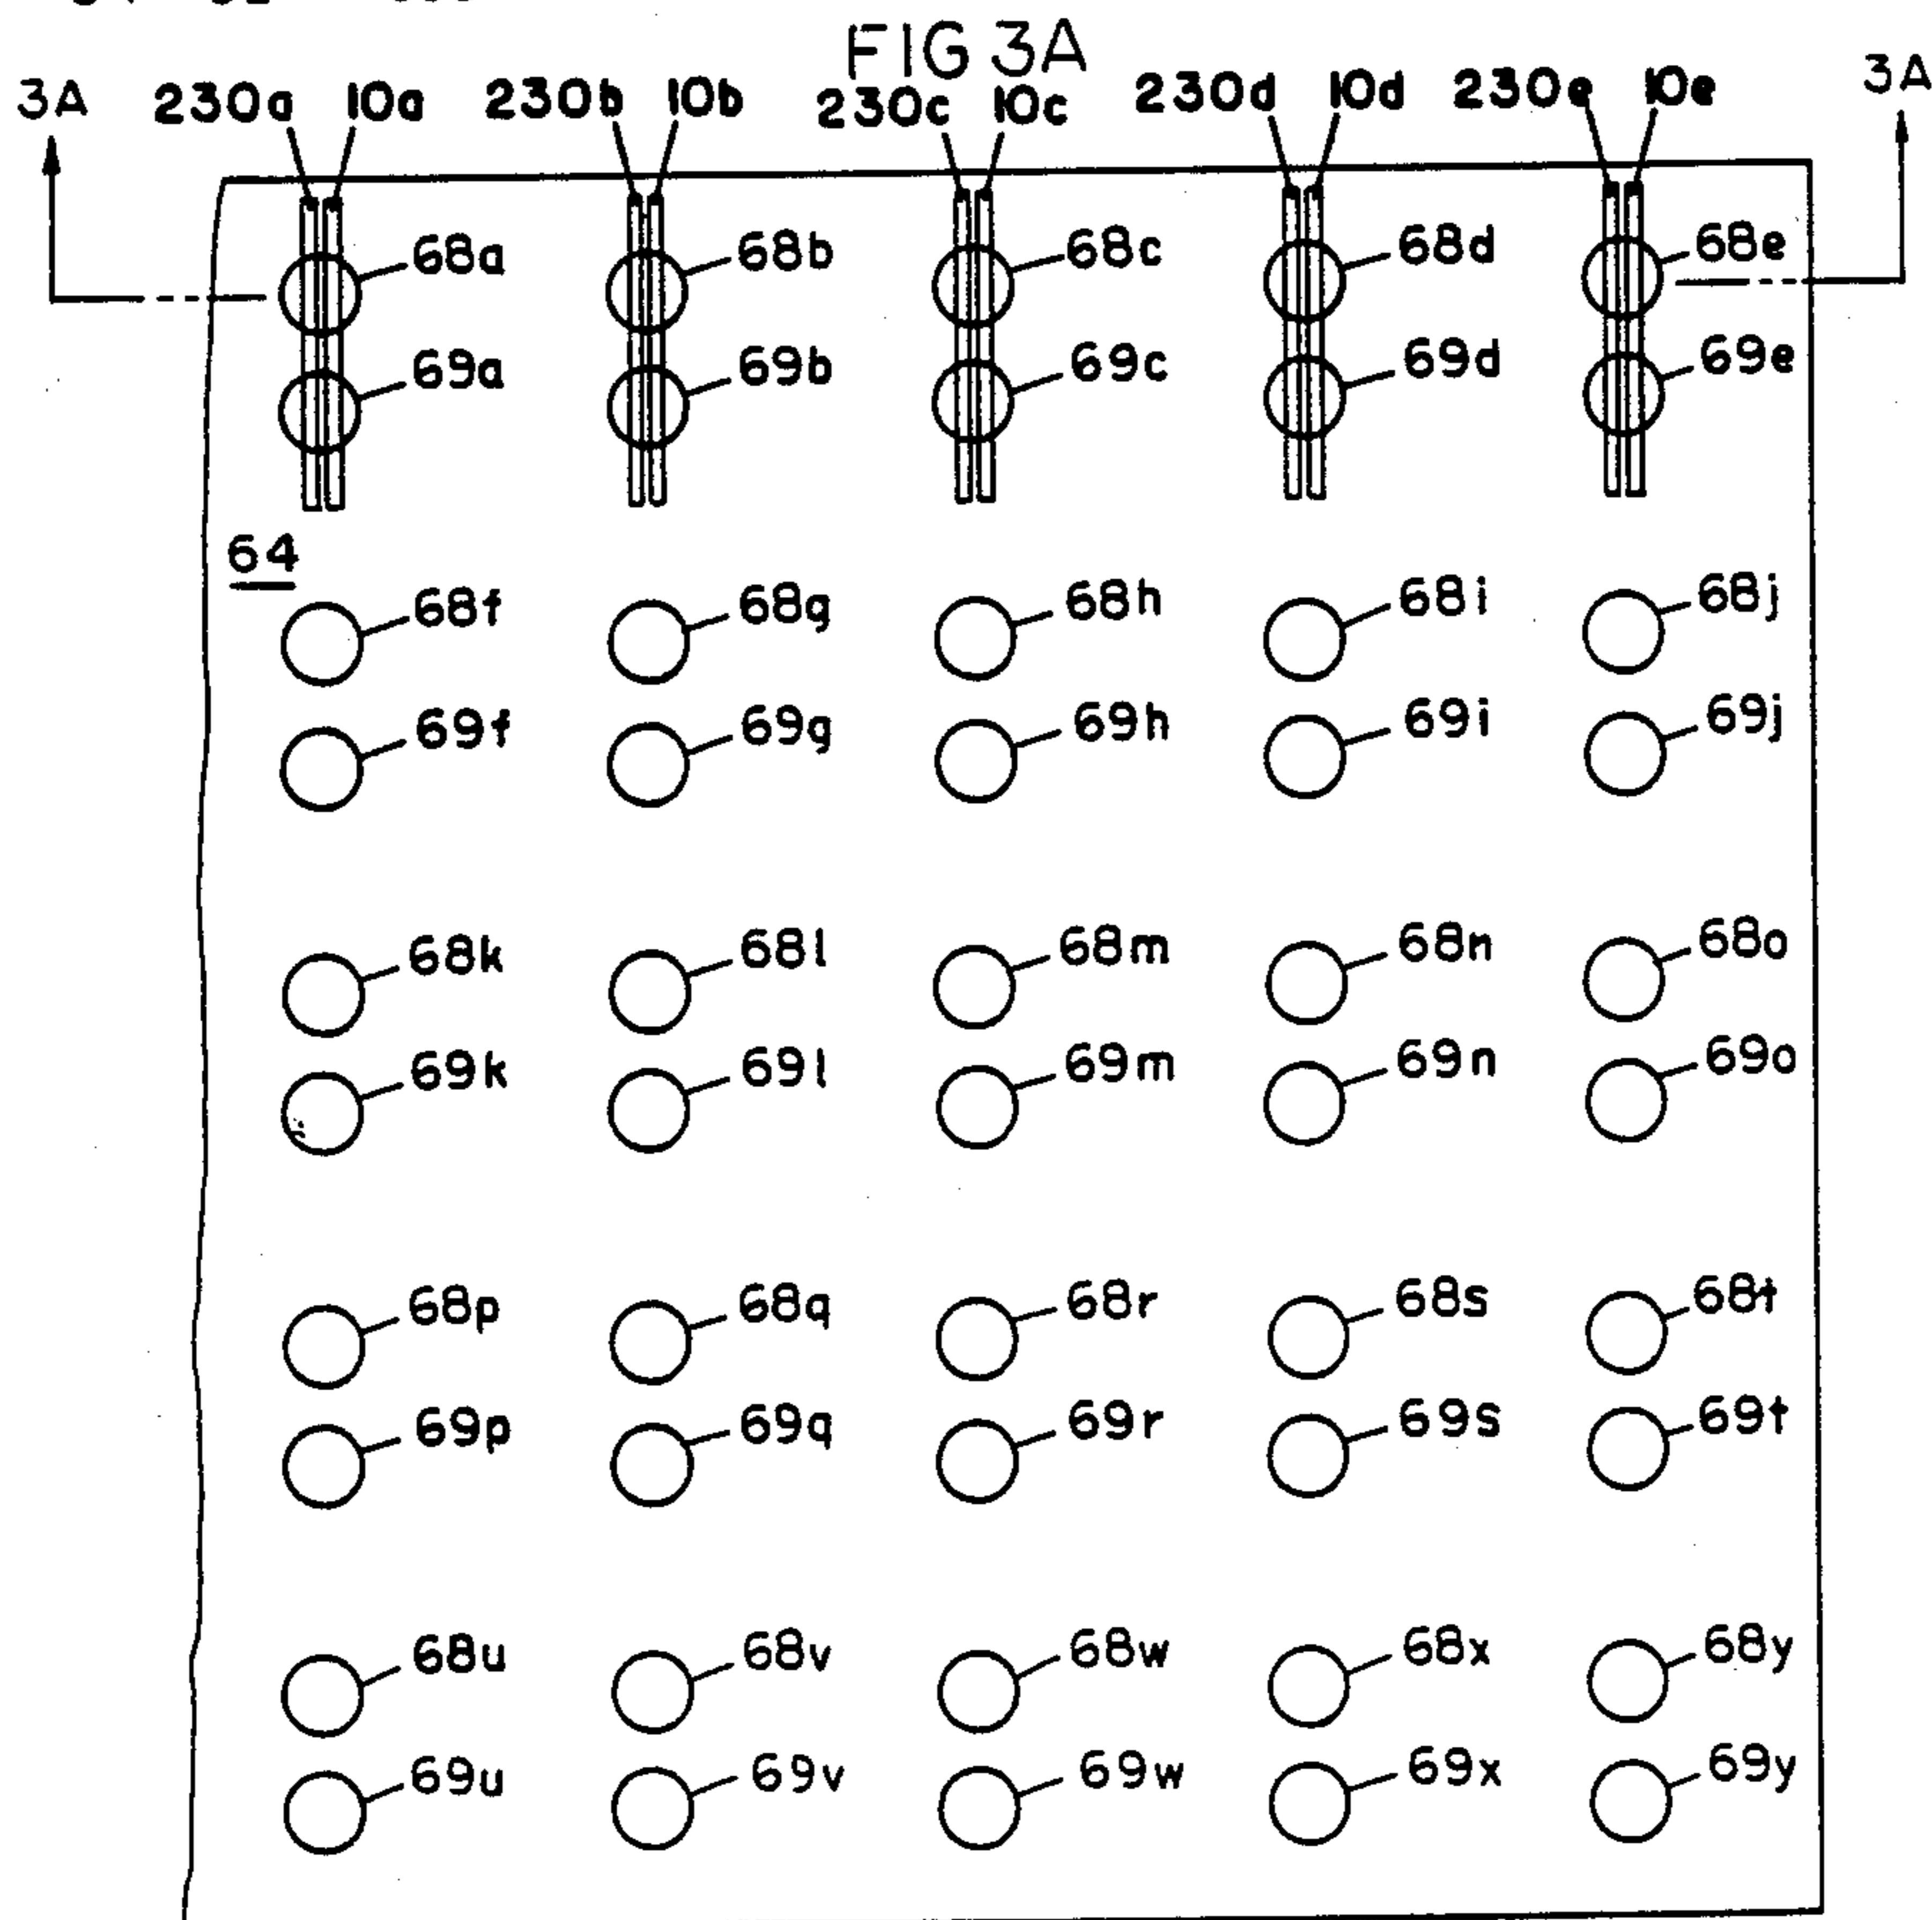 FIG 3A
3A 230a 10a 230b 10b 230c 10c 230d 10d 230e 10e 3A
68a 68b 68c 68d 68e
69a 69b 69c 69d 69e
64
68f 68g 68h 68i 68j
69f 69g 69h 69i 69j
68k 68l 68m 68n 68o
69k 69l 69m 69n 69o
68p 68q 68r 68s 68t
69p 69q 69r 69s 69t
68u 68v 68w 68x 68y
69u 69v 69w 69x 69y